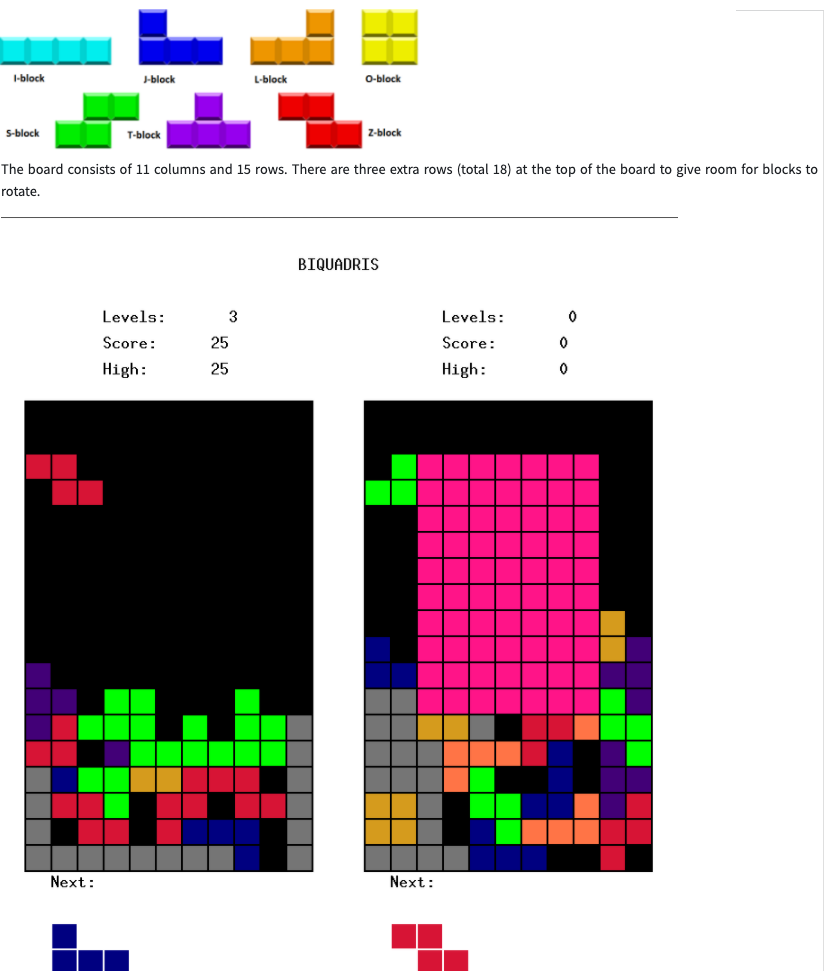 I-block J-block L-block O-block
S-block T-block Z-block
The board consists of 11 columns and 15 rows. There are three extra rows (total 18) at the top of the board to give room for blocks to
rotate.
BIQUADRIS
Levels: 3 Levels: 0
Score: 25 Score: 0
High: 25 High: 0
Next: Next: